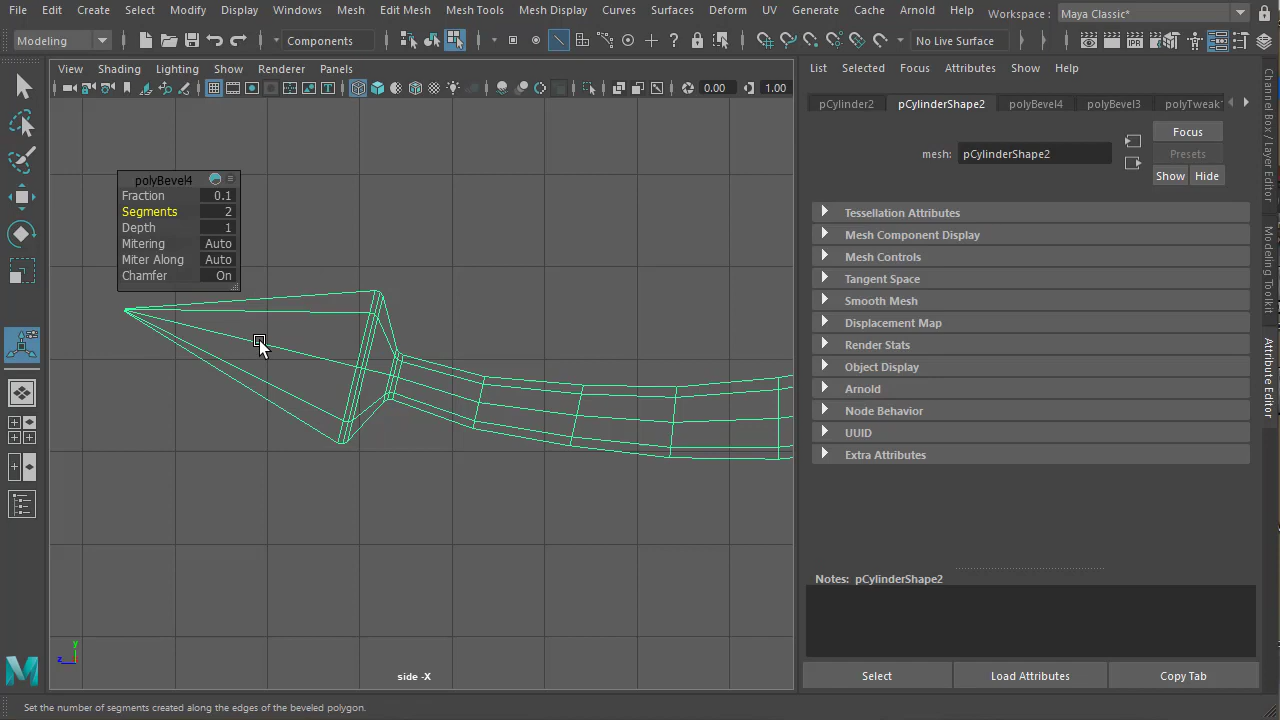 File Edit Create Select Modify Display Windows Mesh Edit Mesh Mesh Tools Mesh Display Curves Surfaces Deform UV Generate Cache Arnold Help Workspace : Maya Classic*
Modeling Components No Live Surface
View Shading Lighting Show Renderer Panels
0.00 1.00
polyBevel4
Fraction 0.1
Segments 2
Depth 1
Mitering Auto
Miter Along Auto
Chamfer On
side -X
y
z
List Selected Focus Attributes Show Help
pCylinder2 pCylinderShape2 polyBevel4 polyBevel3 polyTweak
Focus
mesh: pCylinderShape2 Presets
Show Hide
Tessellation Attributes
Mesh Component Display
Mesh Controls
Tangent Space
Smooth Mesh
Displacement Map
Render Stats
Object Display
Arnold
Node Behavior
UUID
Extra Attributes
Notes: pCylinderShape2
Select Load Attributes Copy Tab
Channel Box / Layer Editor
Modeling Toolkit
Attribute Editor
Set the number of segments created along the edges of the beveled polygon.